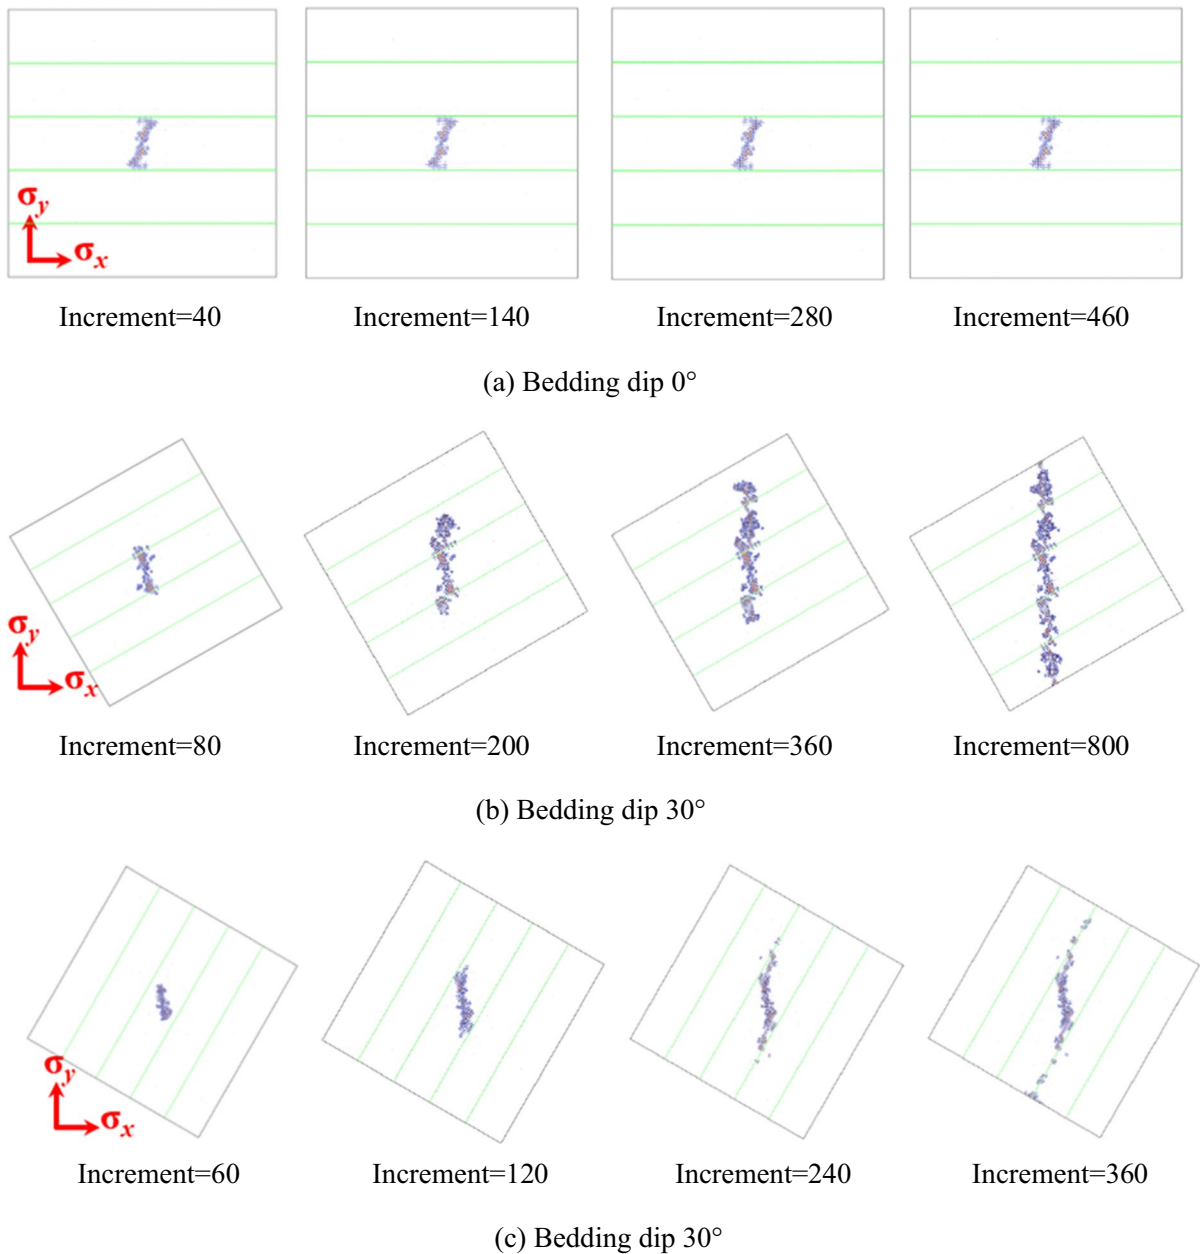 σy
σx
Increment=40 Increment=140 Increment=280 Increment=460
(a) Bedding dip 0°
σy
σx
Increment=80 Increment=200 Increment=360 Increment=800
(b) Bedding dip 30°
σy
σx
Increment=60 Increment=120 Increment=240 Increment=360
(c) Bedding dip 30°